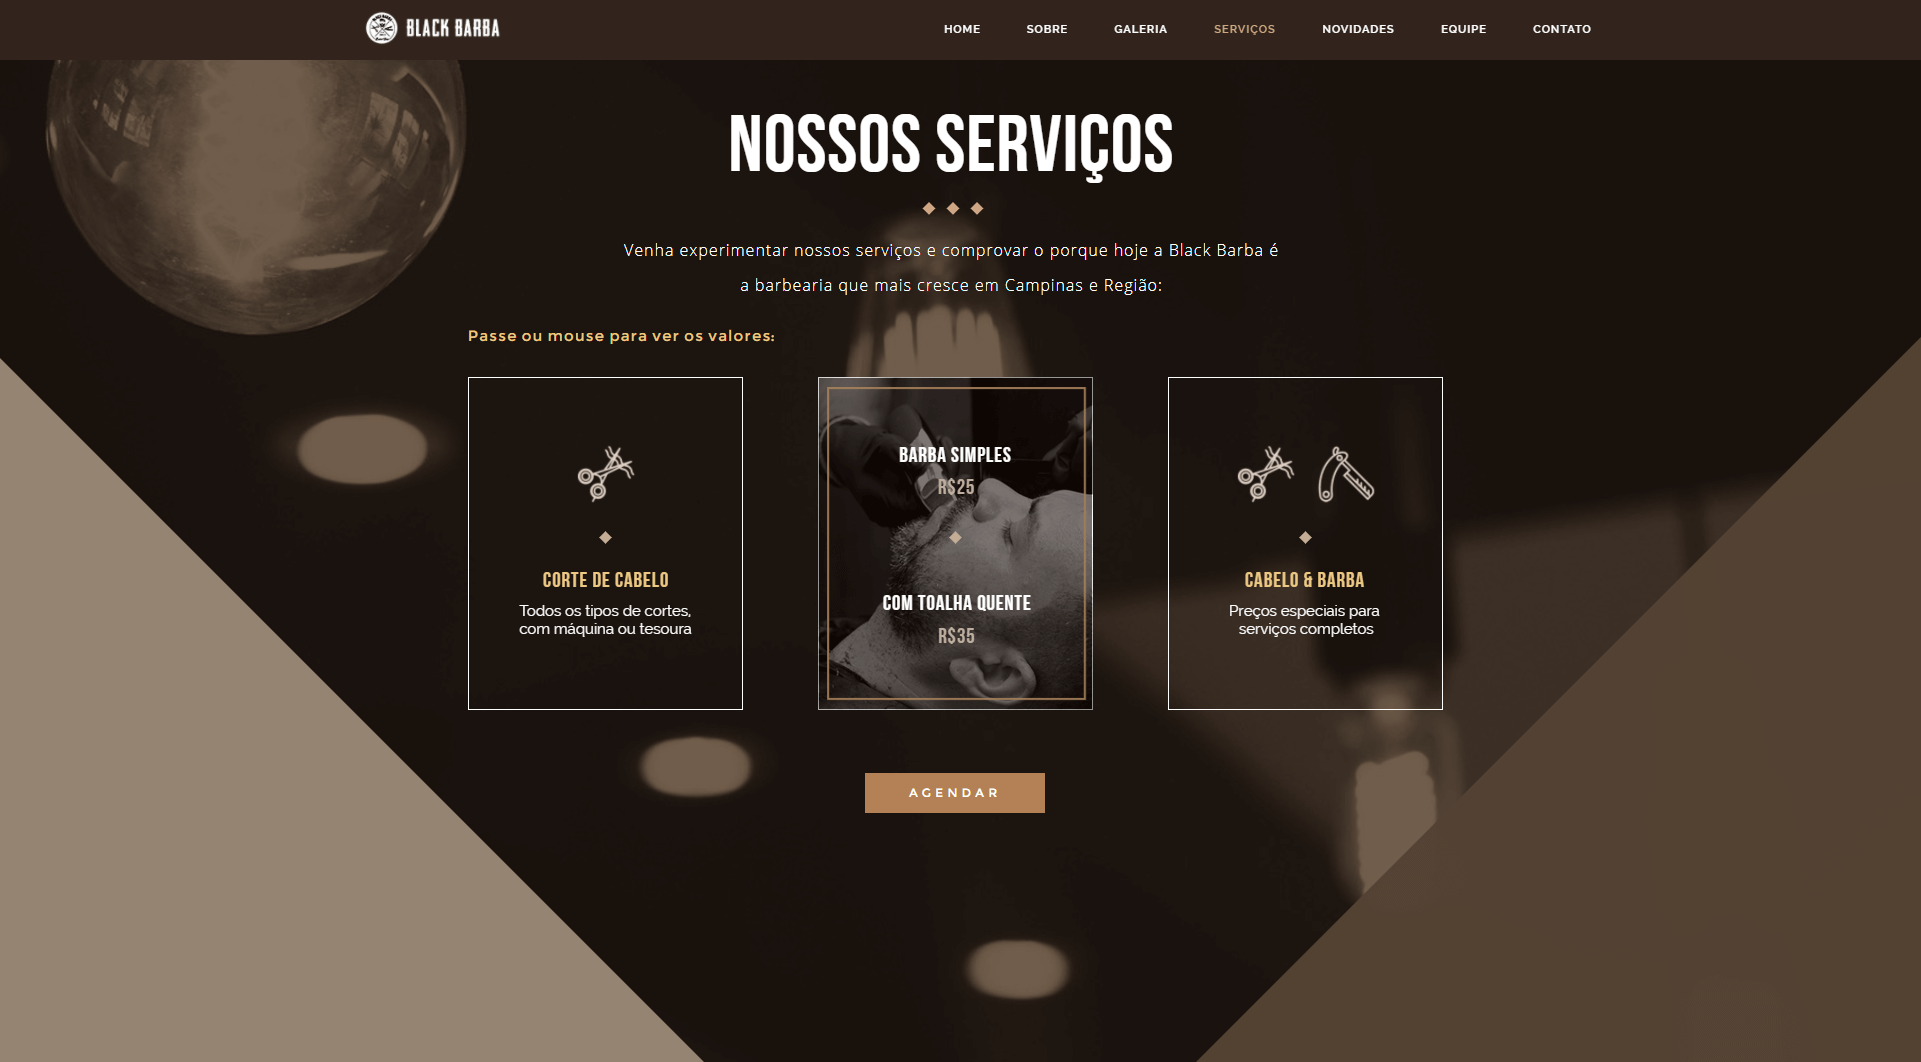 BLACK BARBA
HOME SOBRE GALERIA SERVIÇOS NOVIDADES EQUIPE CONTATO
NOSSOS SERVIÇOS
Venha experimentar nossos serviços e comprovar o porque hoje a Black Barba é
a barbearia que mais cresce em Campinas e Região:
Passe ou mouse para ver os valores:
CORTE DE CABELO
Todos os tipos de cortes,
com máquina ou tesoura
BARBA SIMPLES
R$25
COM TOALHA QUENTE
R$35
CABELO & BARBA
Preços especiais para
serviços completos
AGENDAR